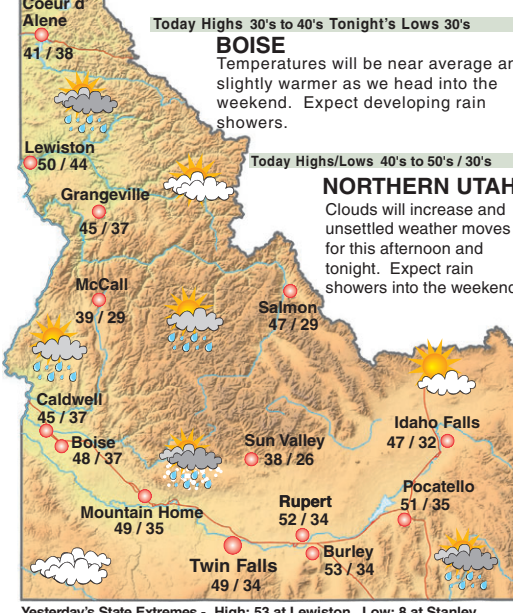 Coeur d'
Alene
41 / 38
Today Highs 30's to 40's Tonight's Lows 30's
BOISE
Temperatures will be near average an
slightly warmer as we head into the
weekend. Expect developing rain
showers.
Lewiston
50 / 44
Today Highs/Lows 40's to 50's / 30's
NORTHERN UTAH
Clouds will increase and
unsettled weather moves
for this afternoon and
tonight. Expect rain
showers into the weekend
Grangeville
45 / 37
McCall
39 / 29
Salmon
47 / 29
Caldwell
45 / 37
Boise
48 / 37
Sun Valley
38 / 26
Idaho Falls
47 / 32
Mountain Home
49 / 35
Rupert
52 / 34
Pocatello
51 / 35
Twin Falls
49 / 34
Burley
53 / 34
Yesterday's State Extremes - High: 53 at Lewiston Low: 8 at Stanley